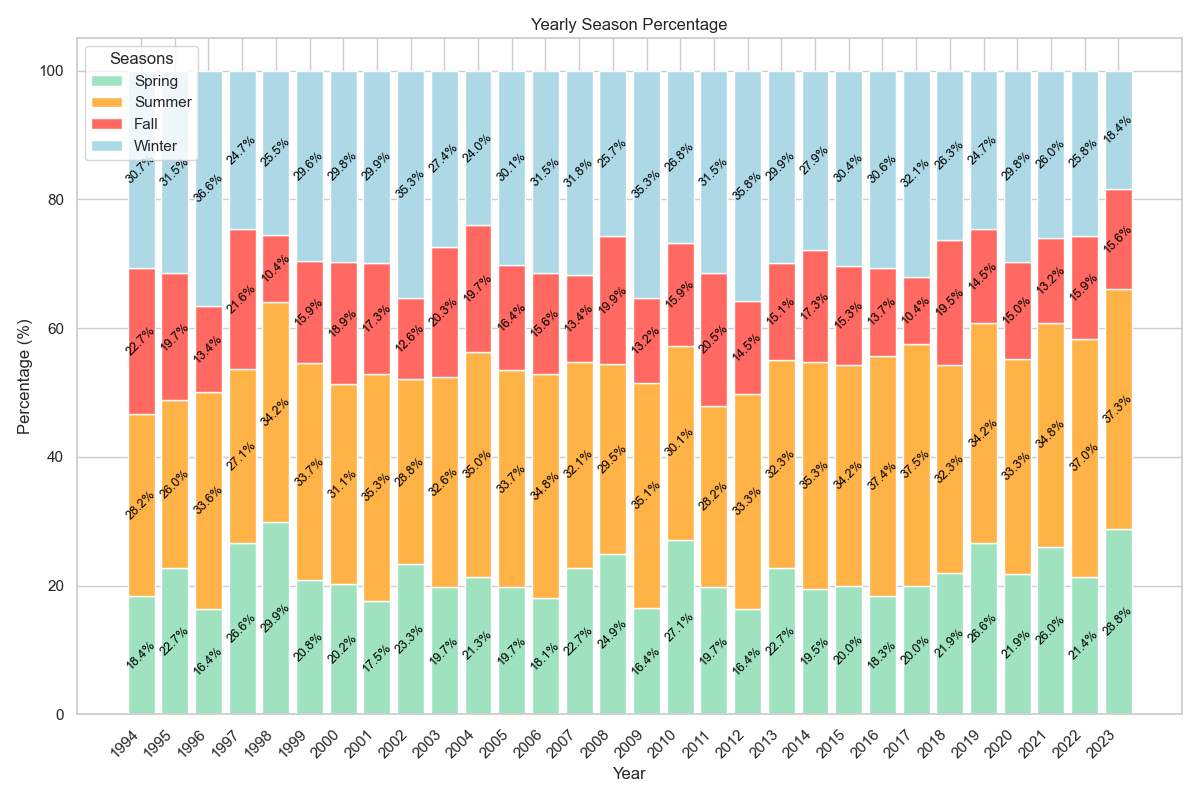 Yearly Season Percentage
Seasons
Spring
Summer
Fall
Winter
Percentage (%)
100
80
60
40
20
0
30.7% 31.5% 36.6% 24.7% 25.5% 29.6% 29.8% 29.9% 35.3% 27.4% 24.0% 30.1% 31.5% 31.8% 25.7% 35.3% 26.8% 31.5% 35.8% 29.9% 27.9% 30.4% 30.6% 32.1% 26.3% 24.7% 29.8% 26.0% 25.8% 18.4%
22.7% 19.7% 13.4% 21.6% 10.4% 15.9% 18.9% 17.3% 12.6% 20.3% 19.7% 16.4% 15.6% 13.4% 19.9% 13.2% 15.9% 20.5% 14.5% 15.1% 17.3% 15.3% 13.7% 10.4% 19.5% 14.5% 15.0% 13.2% 15.9% 15.6%
28.2% 26.0% 33.6% 27.1% 34.2% 33.7% 31.1% 35.3% 28.8% 32.6% 35.0% 33.7% 34.8% 32.1% 29.5% 35.1% 30.1% 28.2% 33.3% 32.3% 35.3% 34.2% 37.4% 37.5% 32.3% 34.2% 33.3% 34.8% 37.0% 37.3%
18.4% 22.7% 16.4% 26.6% 29.9% 20.8% 20.2% 17.5% 23.3% 19.7% 21.3% 19.7% 18.1% 22.7% 24.9% 16.4% 27.1% 19.7% 16.4% 22.7% 19.5% 20.0% 18.3% 20.0% 21.9% 26.6% 21.9% 26.0% 21.4% 28.8%
1994 1995 1996 1997 1998 1999 2000 2001 2002 2003 2004 2005 2006 2007 2008 2009 2010 2011 2012 2013 2014 2015 2016 2017 2018 2019 2020 2021 2022 2023
Year